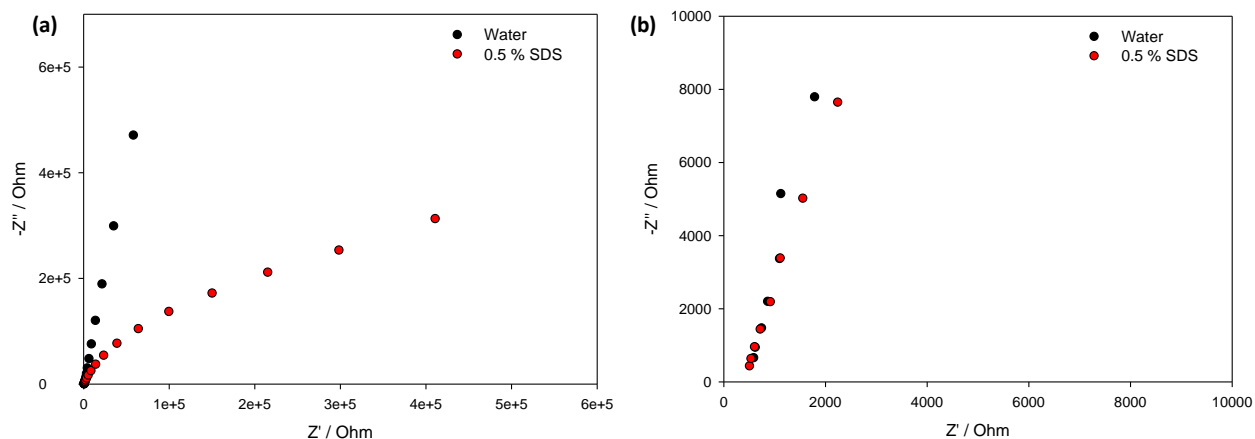 (a)
Water
0.5 % SDS
6e+5
4e+5
2e+5
0
-Z'' / Ohm
0 1e+5 2e+5 3e+5 4e+5 5e+5 6e+5
Z' / Ohm
(b)
Water
0.5 % SDS
10000
8000
6000
4000
2000
0
-Z'' / Ohm
0 2000 4000 6000 8000 10000
Z' / Ohm